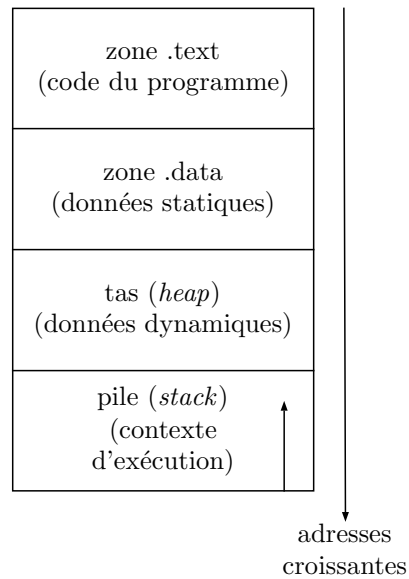 zone .text
(code du programme)
zone .data
(données statiques)
tas (heap)
(données dynamiques)
pile (stack)
(contexte
d'exécution)
adresses
croissantes